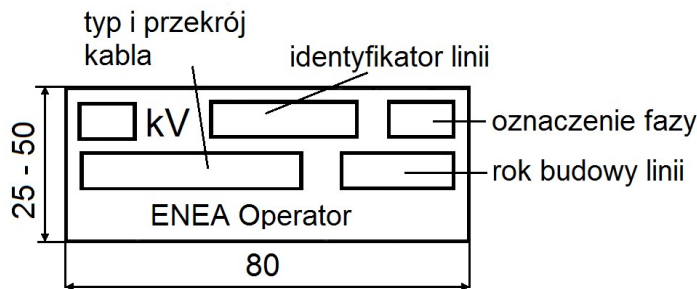 typ i przekrój
kabla
identyfikator linii
kV
oznaczenie fazy
rok budowy linii
ENEA Operator
25 - 50
80